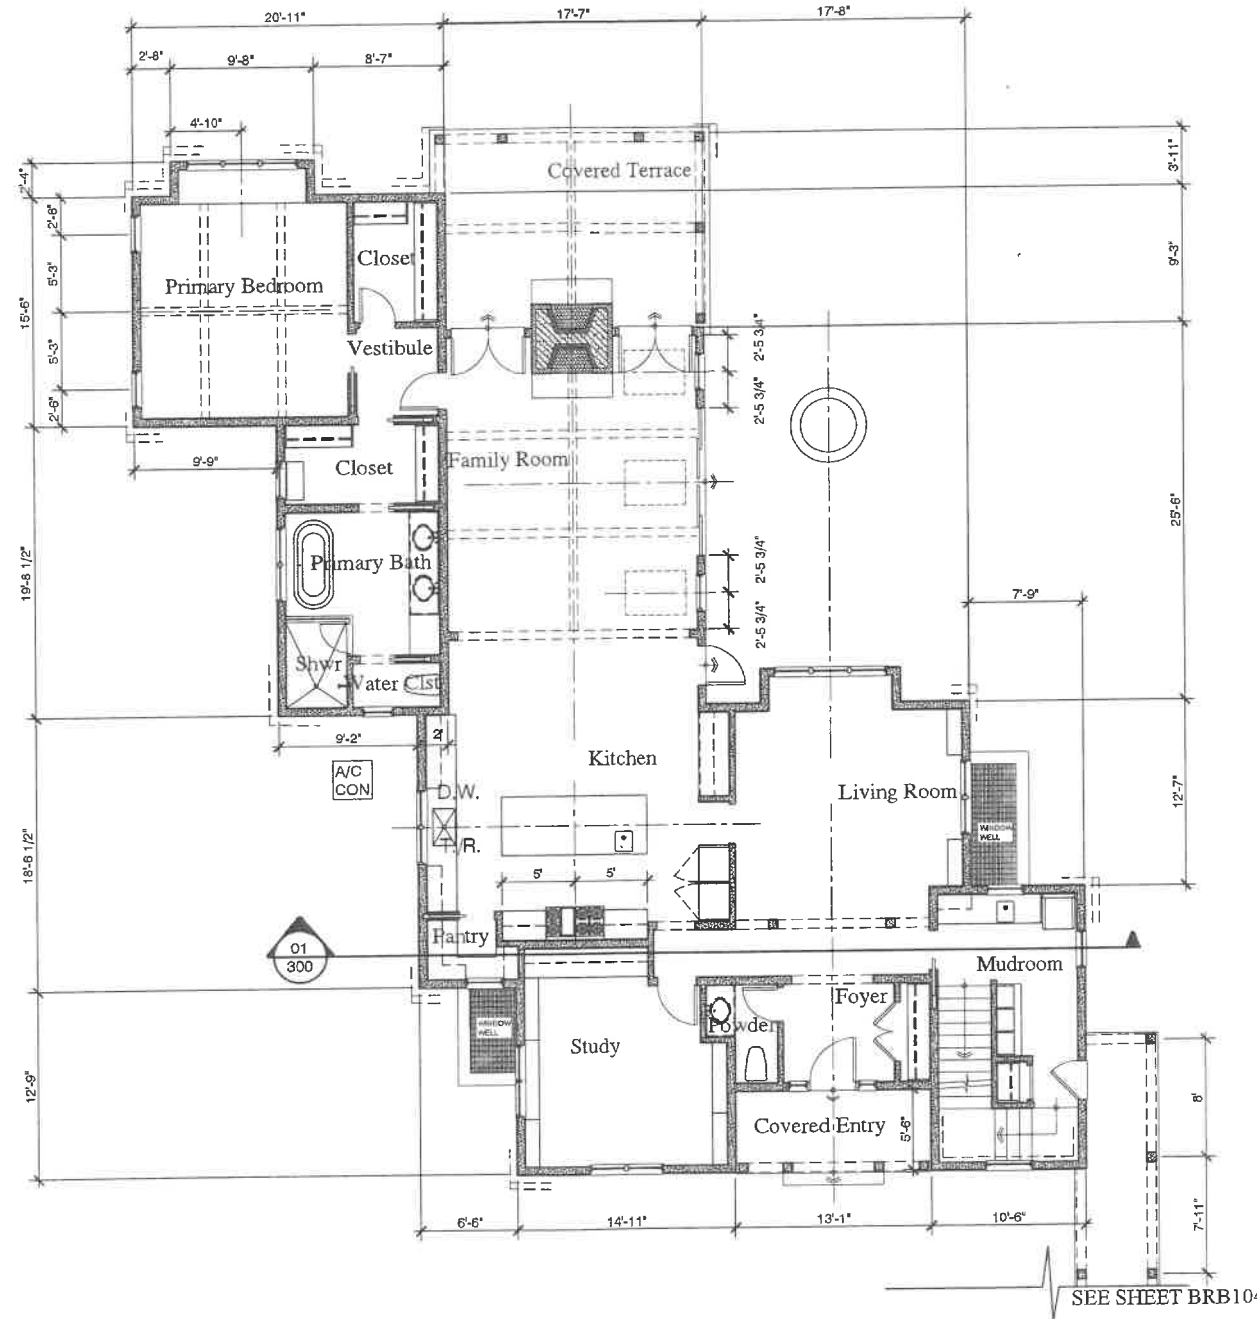 20'-11"
17'-7"
17'-8"
2'-8"
9'-8"
8'-7"
4'-10"
3'-11"
Covered Terrace
2'-6"
Closet
9'-3"
5'-3"
Primary Bedroom
15'-6"
Vestibule
2'-5 3/4"
5'-3"
2'-5 3/4"
2'-6"
9'-9"
Closet
Family Room
25'-6"
19'-8 1/2"
Primary Bath
2'-5 3/4"
7'-9"
2'-5 3/4"
Shwr
Water Clst
9'-2"
2'
A/C
CON
Kitchen
D.W.
Living Room
12'-7"
WINDOW
WELL
T./R.
18'-6 1/2"
5'
5'
Pantry
01
300
Mudroom
Foyer
WINDOW
WELL
Powder
Study
12'-9"
8'
Covered Entry
5'-6"
6'-6"
14'-11"
13'-1"
10'-6"
7'-11"
SEE SHEET BRB104